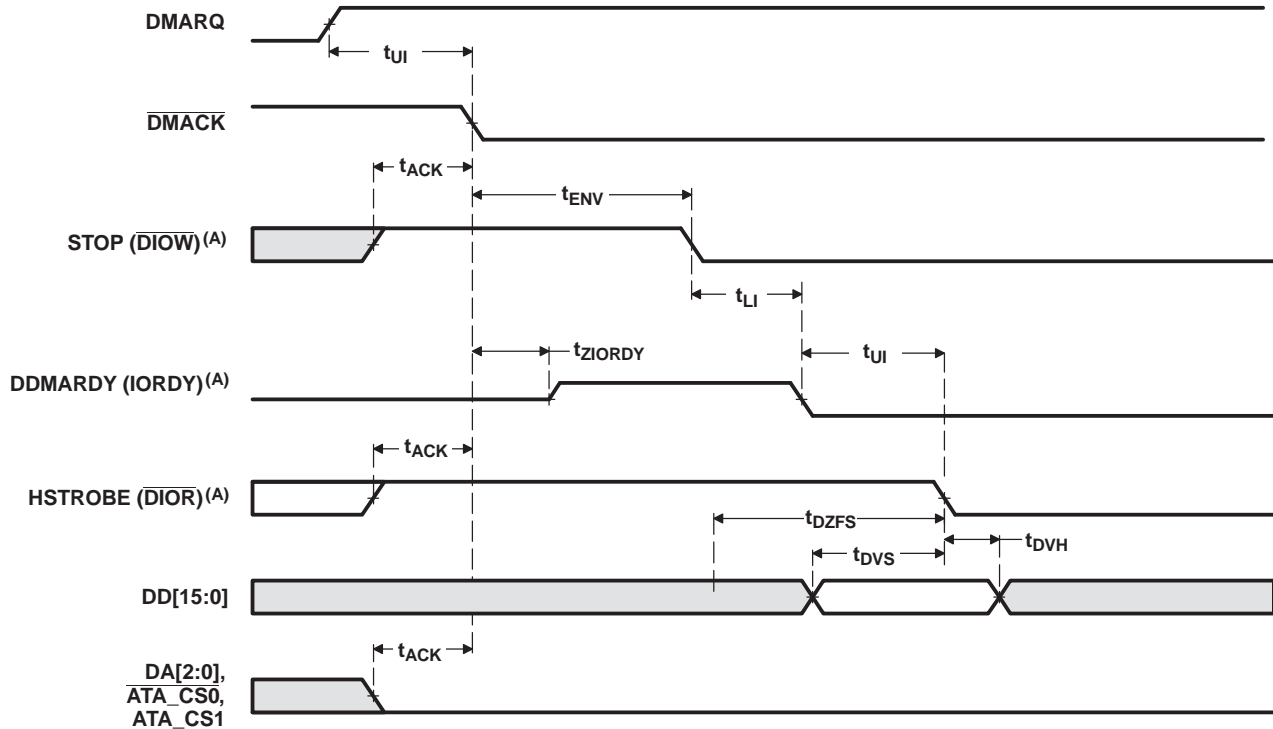 DMARQ
tUI
DMACK
tACK
tENV
STOP (DIOW)(A)
tLI
tZIORDY
tUI
DDMARDY (IORDY)(A)
tACK
HSTROBE (DIOR)(A)
tDZFS
tDVH
tDVS
DD[15:0]
tACK
DA[2:0],
ATA_CS0,
ATA_CS1